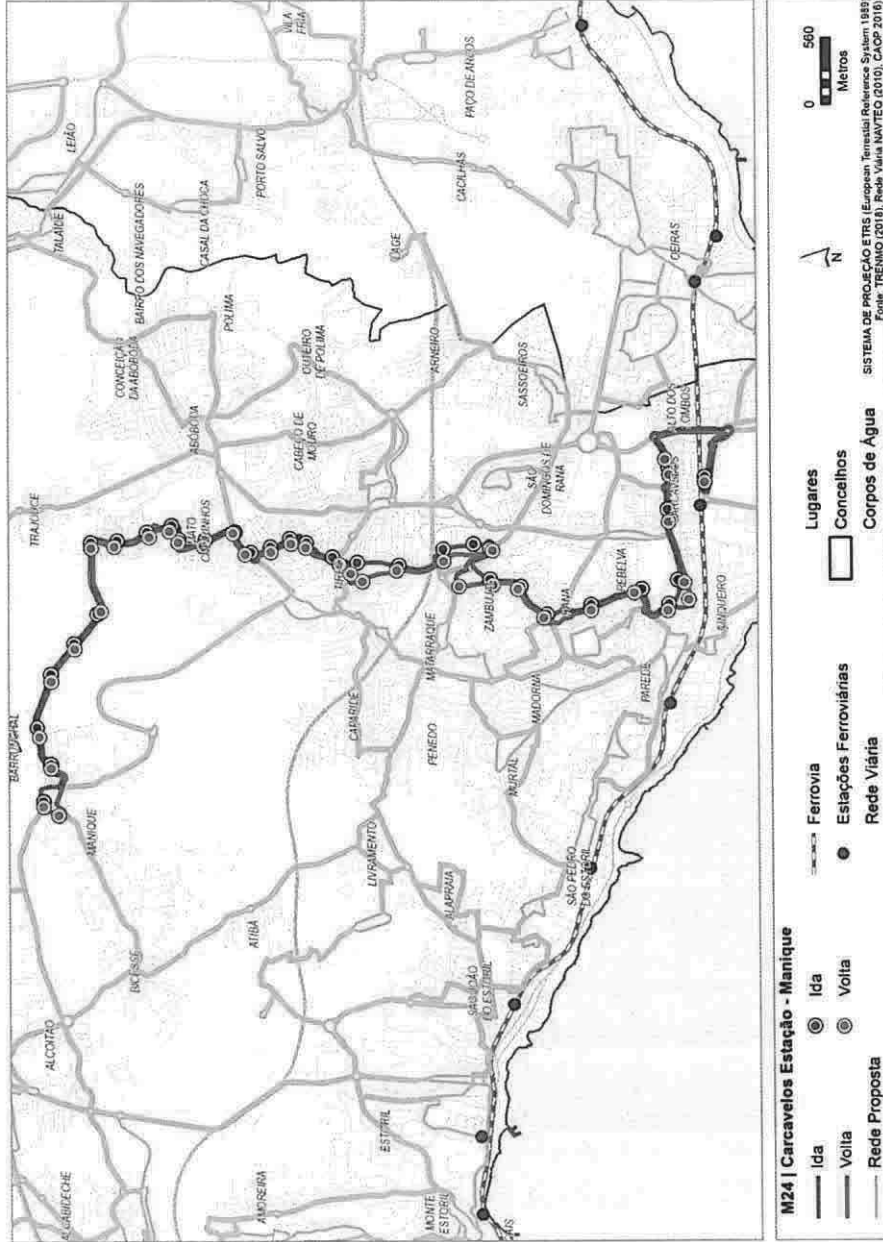 ALCABIDECHE
AMOREIRA
MONTE
ESTORIL
ESTORIL
ALCOITÃO
BICESSE
ATIBÁ
SÃO JOÃO
DO ESTORIL
ALAPRAIA
LIVRAMENTO
MANIQUE
SÃO PEDRO
DO ESTORIL
MURTAL
PENEDO
CAPARIDE
MADORNA
MATARRAQUE
PAREDE
JUNQUEIRO
ZAMBUJAL
RANA
REBELVA
TRAJOUCE
MATO
ABÓBODA
CONCEIÇÃO
DA ABÓBODA
CABEÇO DE
MOURO
OUTEIRO
DE POLIMA
POLIMA
SÃO
DOMINGOS DE
RANA
SASSOEIROS
ARNEIRO
CARCAVELOS
ALTO DOS
LOMBOS
TALAÍDE
BAIRRO DOS NAVEGADORES
CASAL DA CHOCA
LEIÃO
PORTO SALVO
LAGE
CACILHAS
OEIRAS
PAÇO DE ARCOS
VILA
FRIA
M24 | Carcavelos Estação - Manique
Ida
Volta
Rede Proposta
Ida
Volta
Ferrovia
Estações Ferroviárias
Rede Viária
Lugares
Concelhos
Corpos de Água
N
0 560
Metros
SISTEMA DE PROJEÇÃO ETRS (European Terrestrial Reference System 1989)
Fonte: TRENMO (2018), Rede Viária NAVTEQ (2010), CAOP 2016)